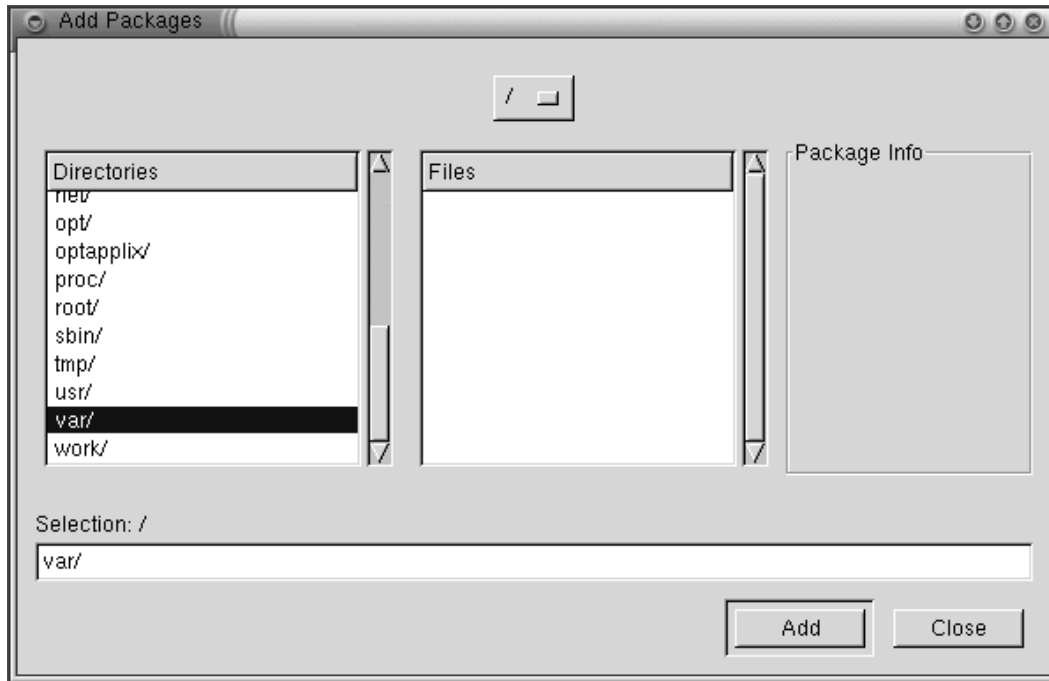 Add Packages
/
Directories
net/
opt/
optapplix/
proc/
root/
sbin/
tmp/
usr/
var/
work/
Files
Package Info
Selection: /
var/
Add
Close